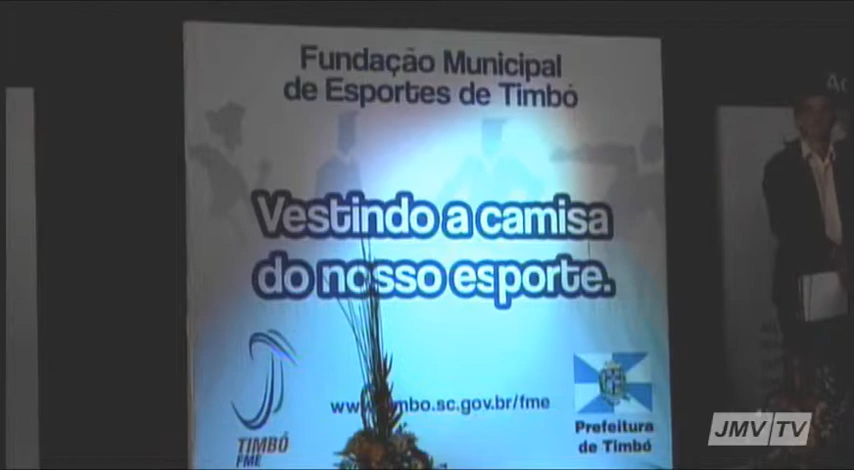 Fundação Municipal
de Esportes de Timbó
Vestindo a camisa
do nosso esporte.
TIMBÓ
FME
www.timbo.sc.gov.br/fme
Prefeitura
de Timbó
JMV TV